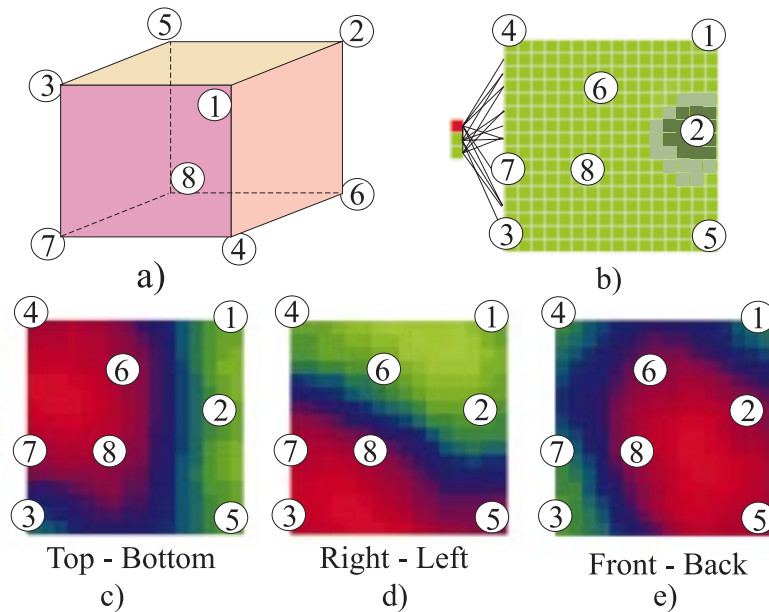 5 2 4 1
3 1 6
2
8 7 8
6
7 4 3 5
a) b)
4 1 4 1 4 1
6 6 6
2 2 2
7 8 7 8 7 8
3 5 3 5 3 5
Top - Bottom Right - Left Front - Back
c) d) e)